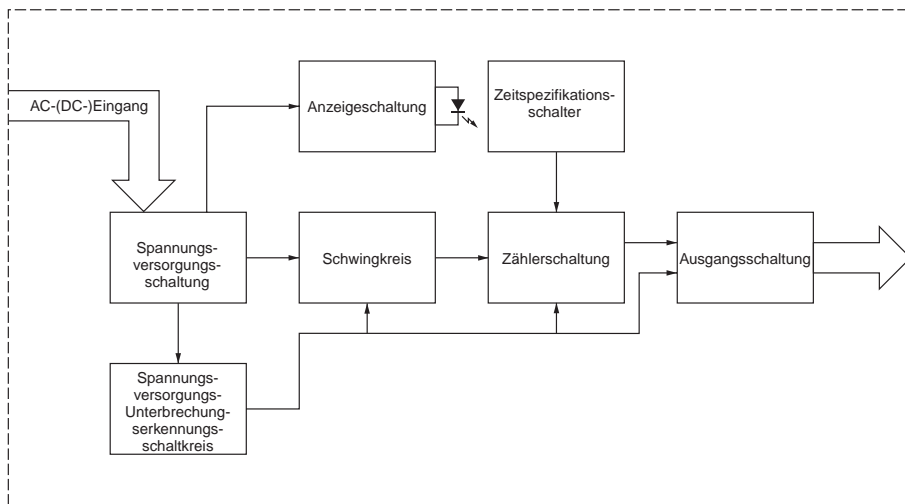 AC-(DC-)Eingang
Anzeigeschaltung
Zeitspezifikations-
schalter
Spannungs-
versorgungs-
schaltung
Schwingkreis
Zählerschaltung
Ausgangsschaltung
Spannungs-
versorgungs-
Unterbrechung-
serkennungs-
schaltkreis